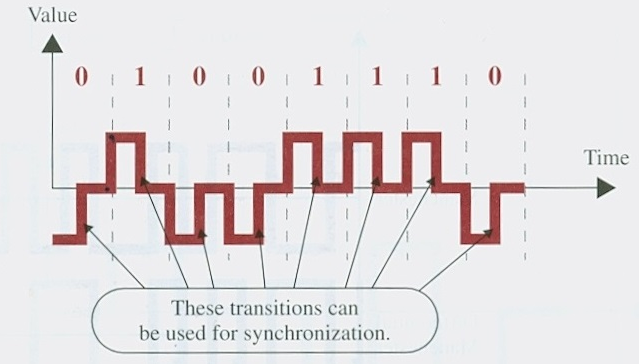 Value
0 1 0 0 1 1 1 0
Time
These transitions can
be used for synchronization.